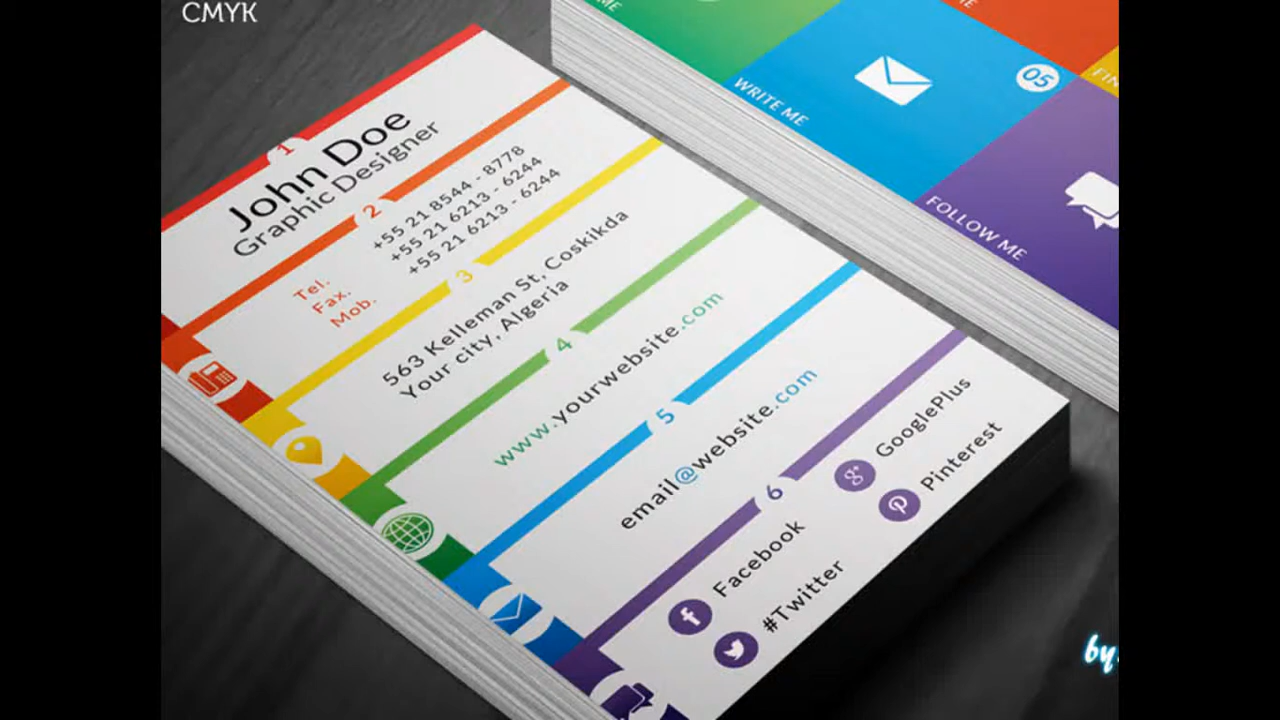 CMYK
1
John Doe
Graphic Designer
2
Tel. +55 21 8544 - 8778
Fax. +55 21 6213 - 6244
Mob. +55 21 6213 - 6244
3
563 Kelleman St, Coskikda
Your city, Algeria
4
www.yourwebsite.com
5
email@website.com
6
Facebook
GooglePlus
#Twitter
Pinterest
05
WRITE ME
FOLLOW ME
by